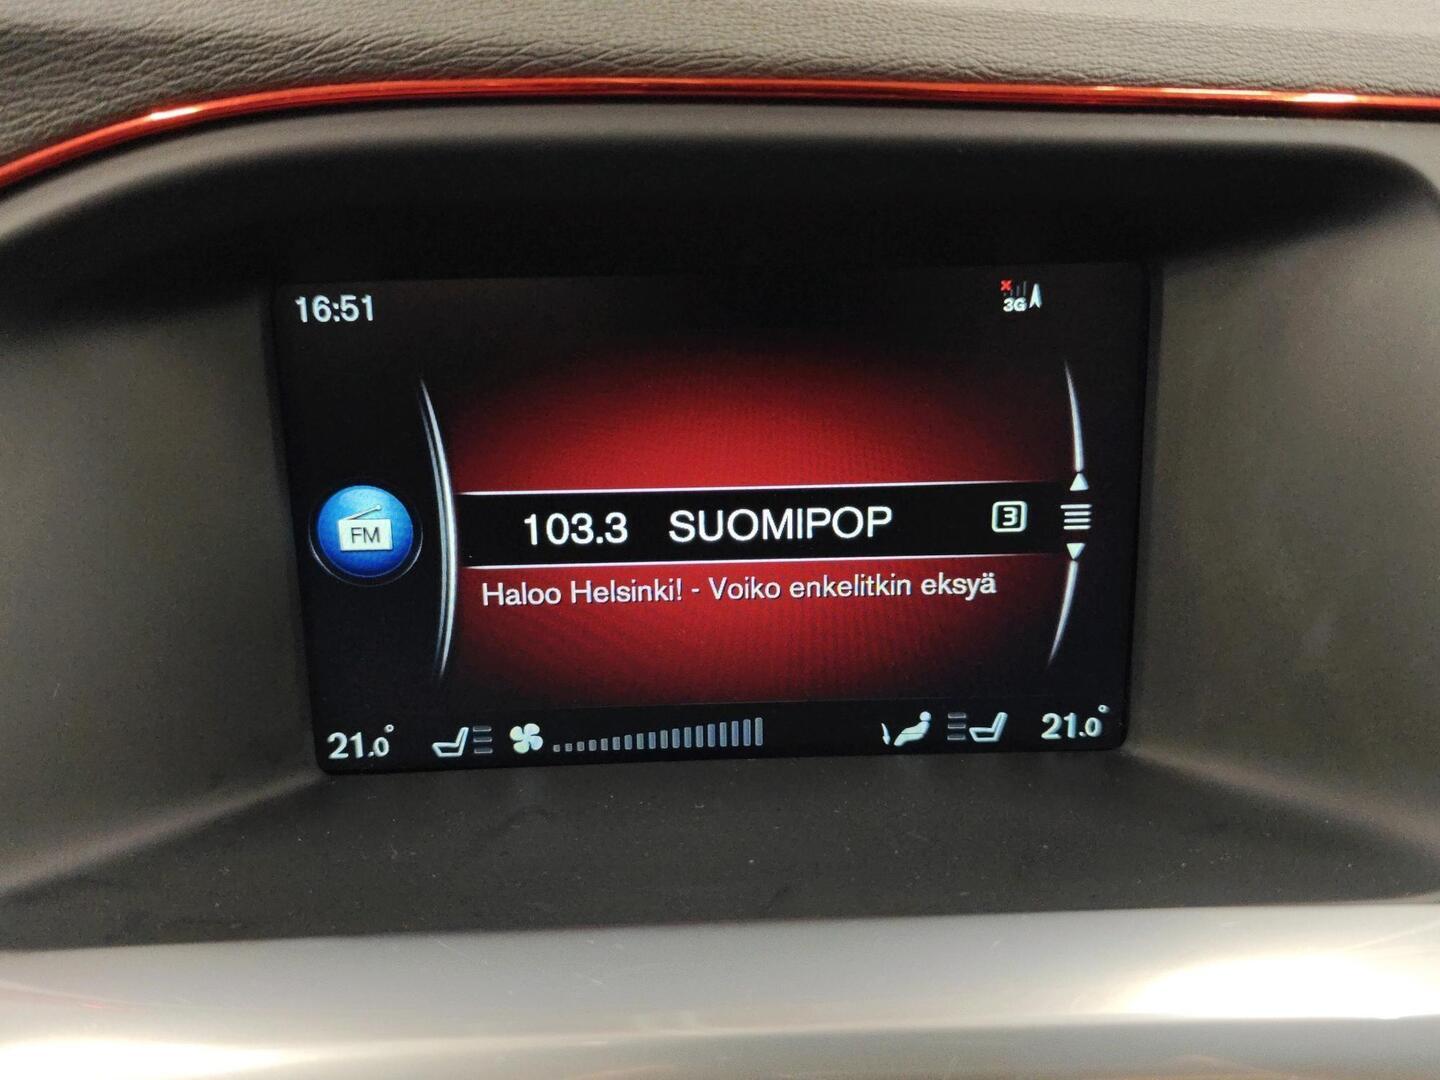 16:51
3G
FM
103.3 SUOMIPOP 3
Haloo Helsinki! - Voiko enkelitkin eksyä
21.0° 21.0°